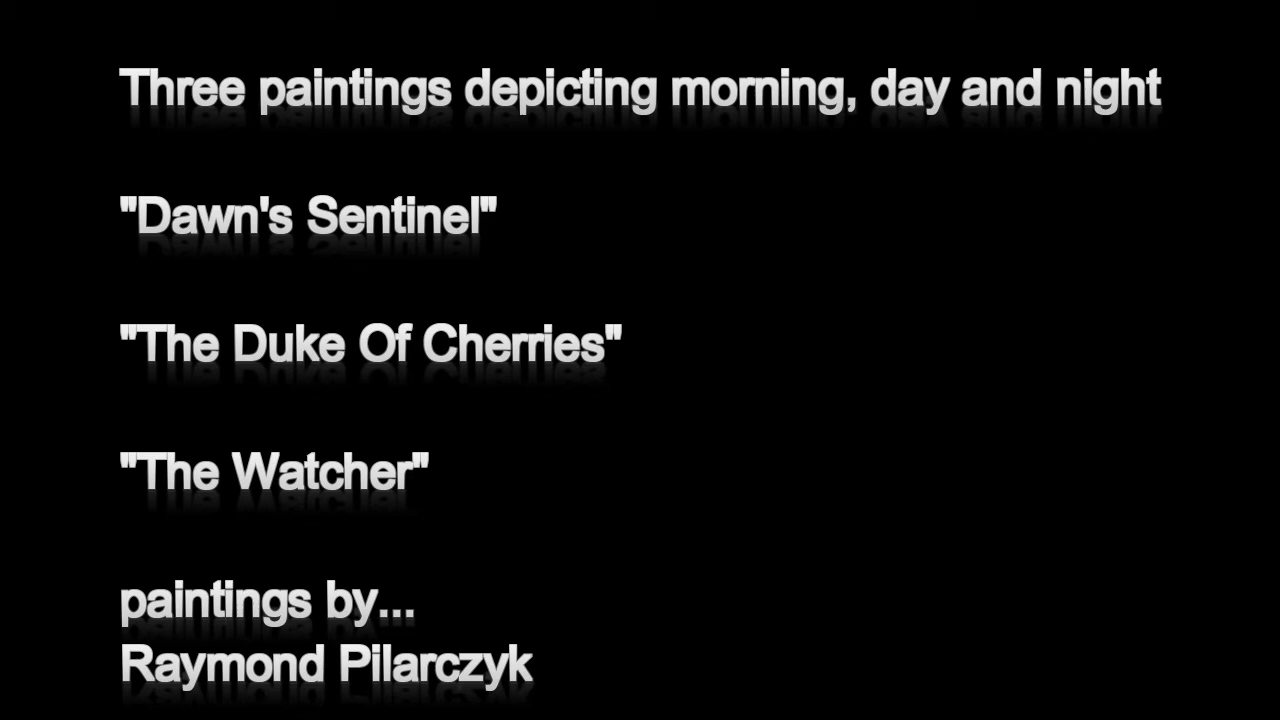 Three paintings depicting morning, day and night
"Dawn's Sentinel"
"The Duke Of Cherries"
"The Watcher"
paintings by...
Raymond Pilarczyk